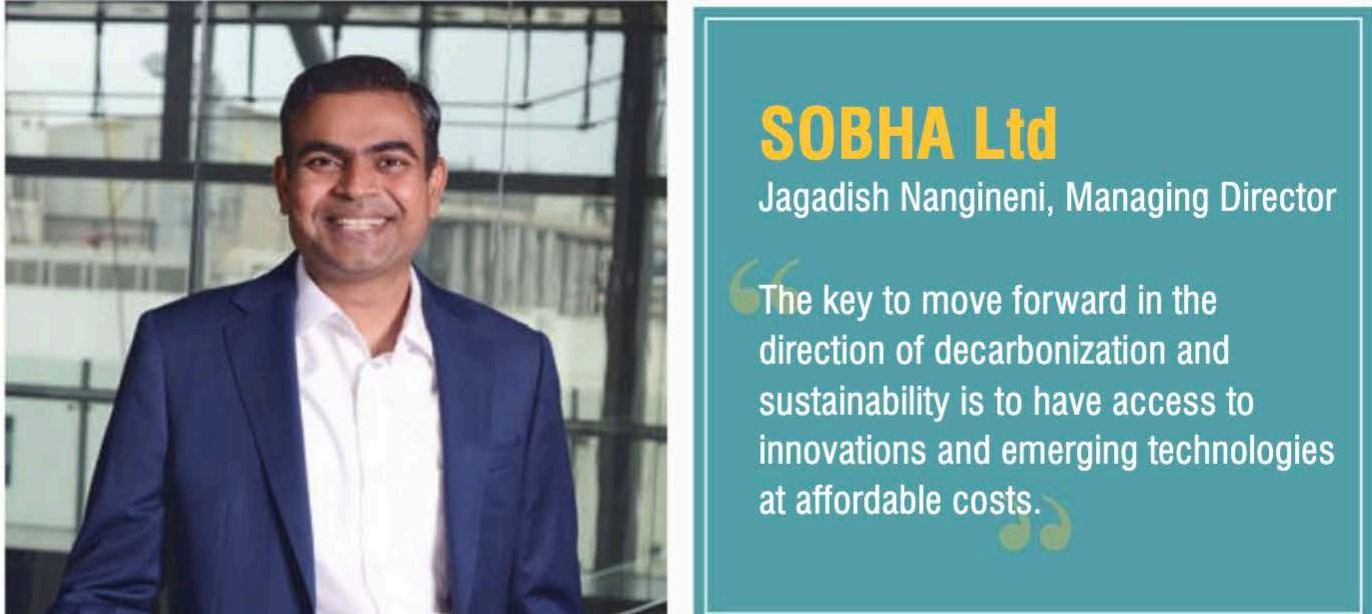 SOBHA Ltd
Jagadish Nangineni, Managing Director
“The key to move forward in the
direction of decarbonization and
sustainability is to have access to
innovations and emerging technologies
at affordable costs.”